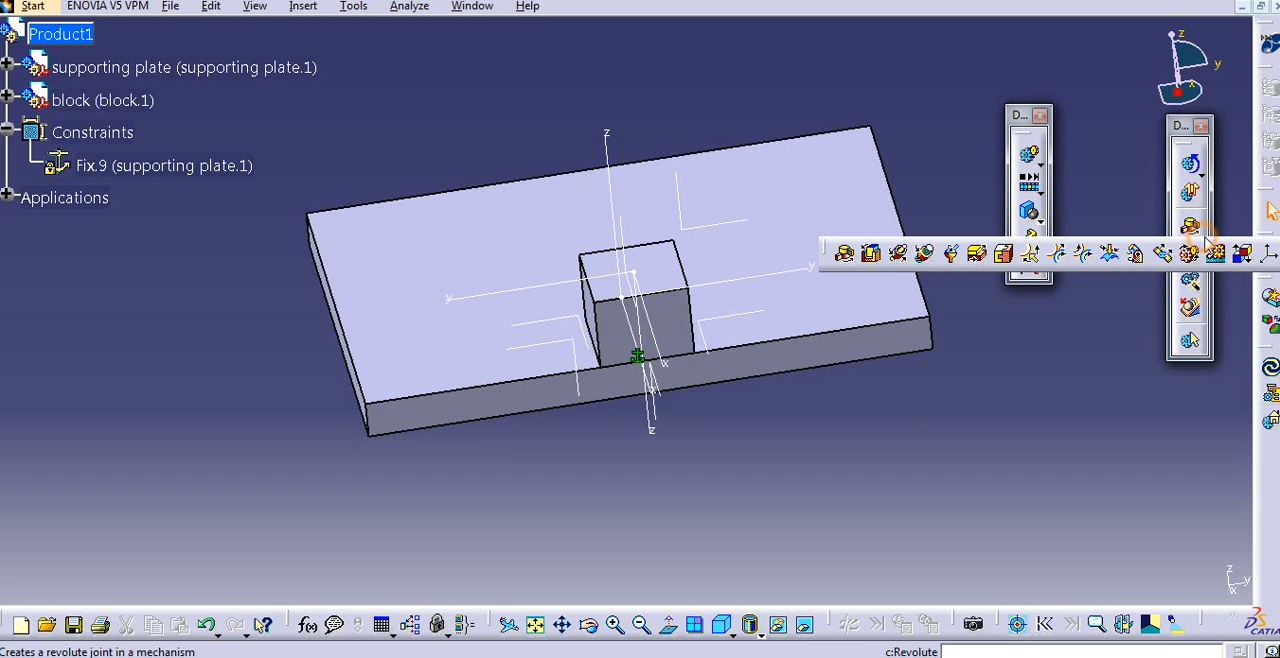 Start ENOVIA V5 VPM File Edit View Insert Tools Analyze Window Help
Product1
supporting plate (supporting plate.1)
block (block.1)
Constraints
Fix.9 (supporting plate.1)
Applications
z
y
x
D...
D...
z
y
y
x
z
z
y
x
f(x)
CATIA
Creates a revolute joint in a mechanism
c:Revolute